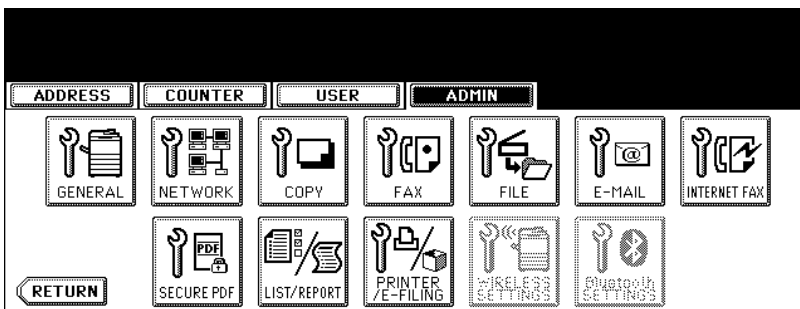 ADDRESS COUNTER USER ADMIN
GENERAL NETWORK COPY FAX FILE E-MAIL INTERNET FAX
@
PDF
SECURE PDF LIST/REPORT PRINTER
/E-FILING WIRELESS
SETTINGS Bluetooth
SETTINGS
RETURN